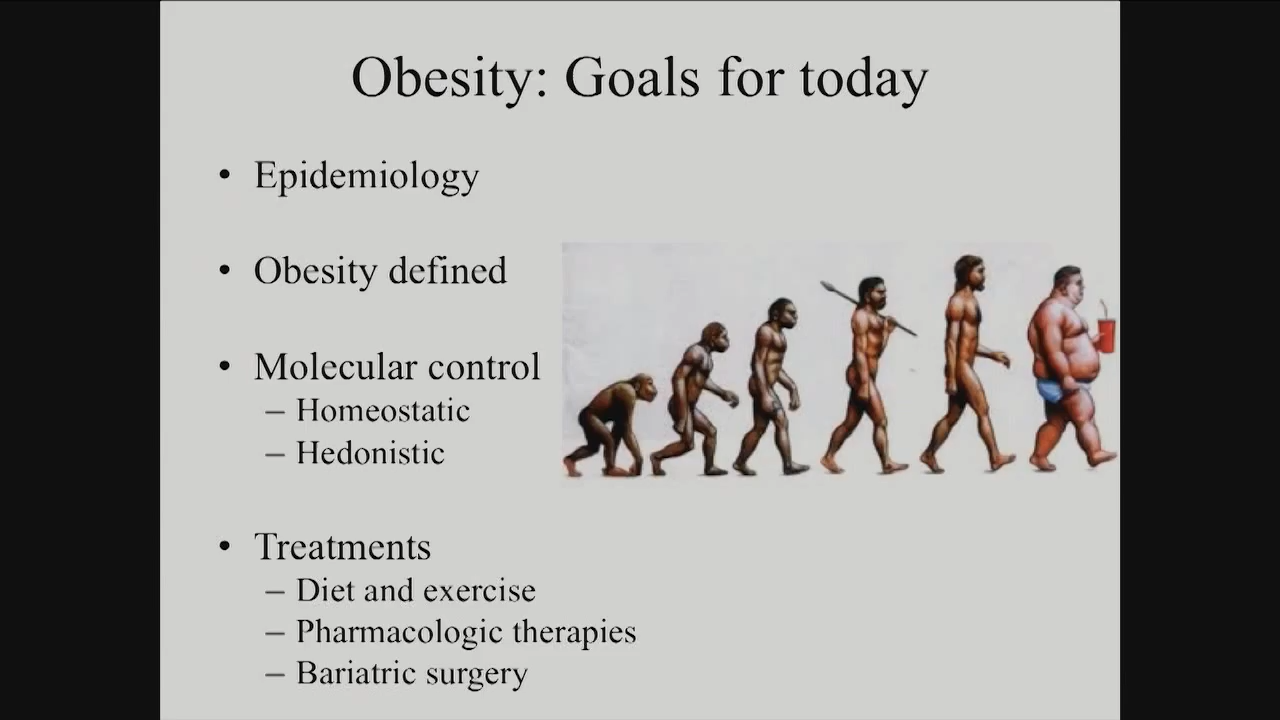 Obesity: Goals for today
• Epidemiology
• Obesity defined
• Molecular control
– Homeostatic
– Hedonistic
• Treatments
– Diet and exercise
– Pharmacologic therapies
– Bariatric surgery